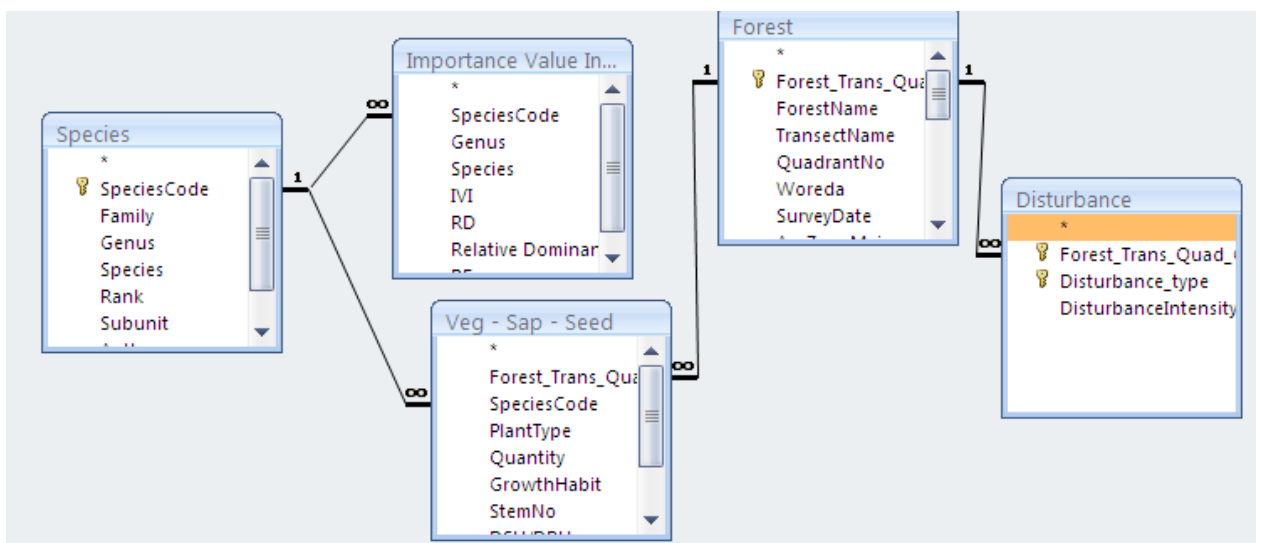 Species
*
SpeciesCode
Family
Genus
Species
Rank
Subunit
1
Importance Value In...
*
SpeciesCode
Genus
Species
IVI
RD
Relative Dominar
∞
Veg - Sap - Seed
*
Forest_Trans_Qua
SpeciesCode
PlantType
Quantity
GrowthHabit
StemNo
∞
∞
Forest
*
Forest_Trans_Qua
ForestName
TransectName
QuadrantNo
Woreda
SurveyDate
1
1
Disturbance
*
Forest_Trans_Quad_
Disturbance_type
DisturbanceIntensity
∞